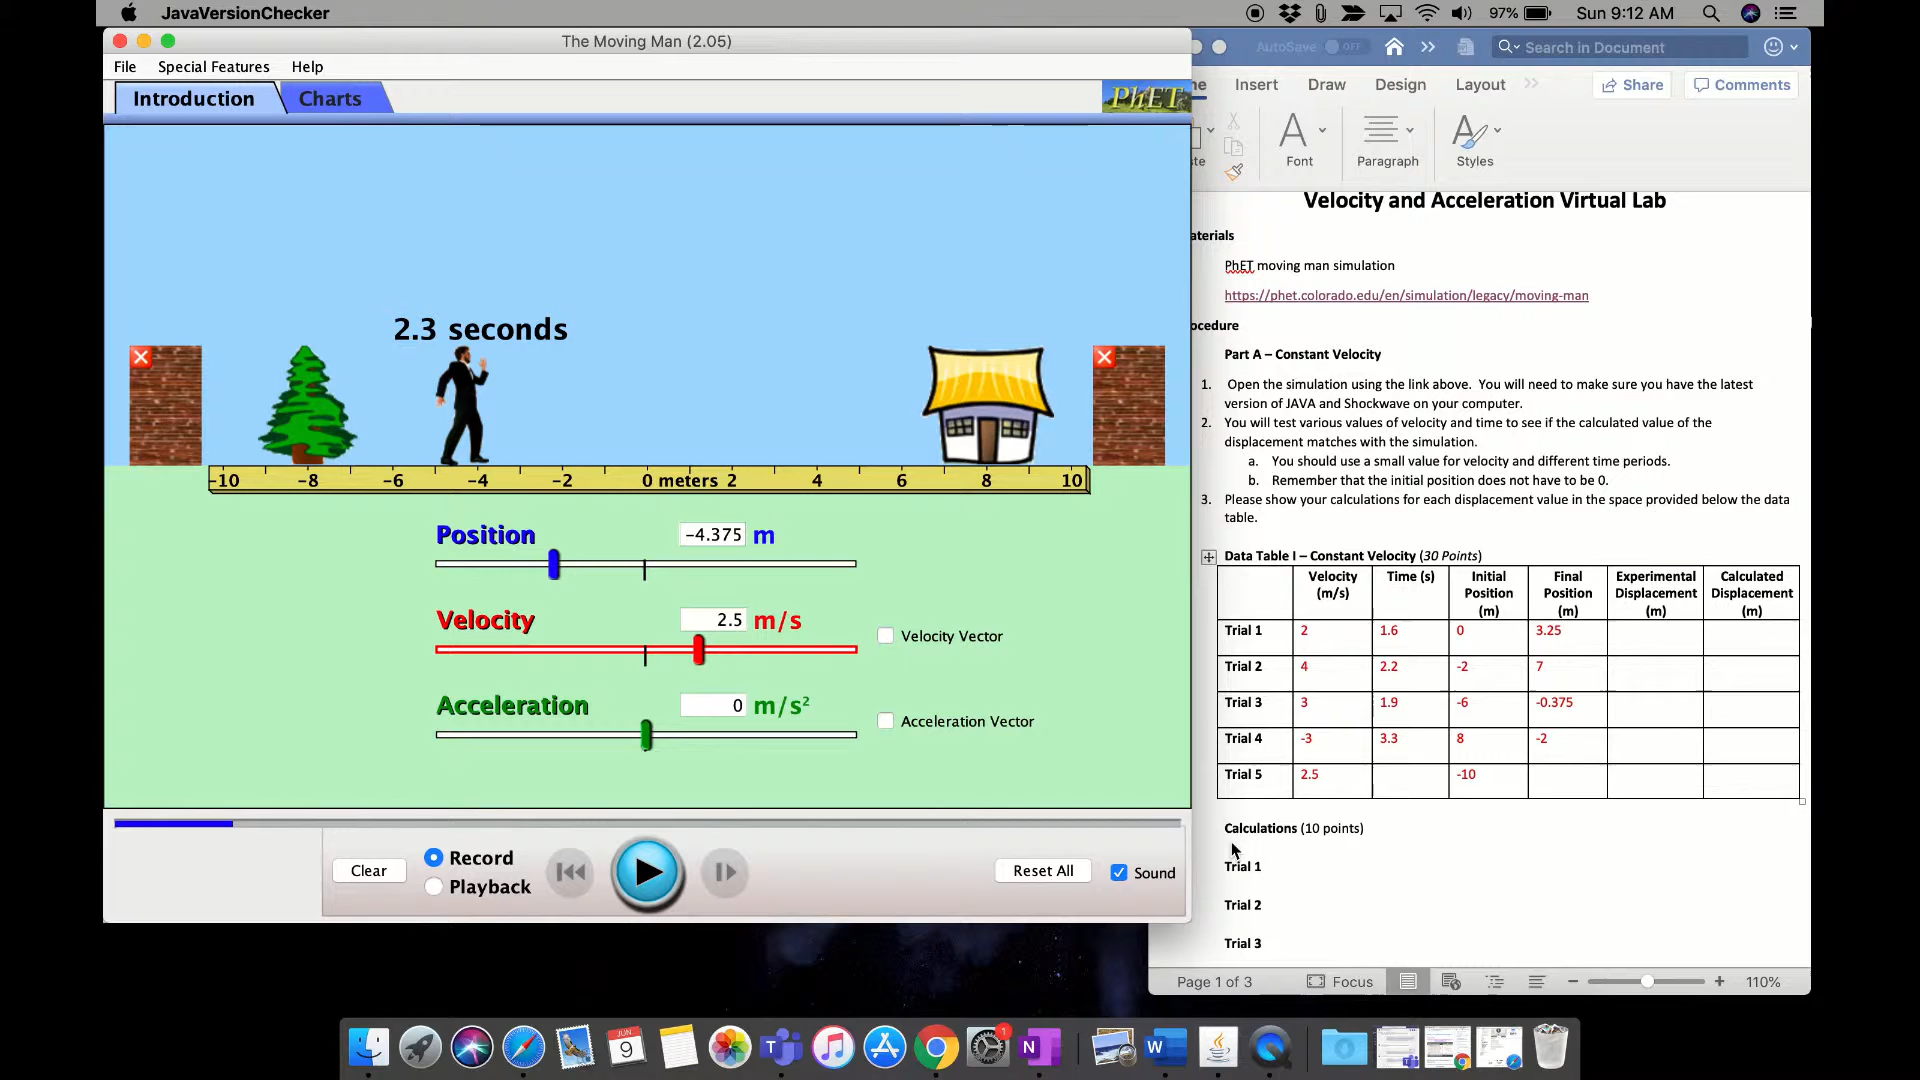 JavaVersionChecker
97%
Sun 9:12 AM
The Moving Man (2.05)
File
Special Features
Help
Introduction
Charts
PhET
2.3 seconds
-10
-8
-6
-4
-2
0 meters
2
4
6
8
10
Position
-4.375
m
Velocity
2.5
m/s
Velocity Vector
Acceleration
0
m/s²
Acceleration Vector
Clear
Record
Playback
Reset All
Sound
AutoSave
OFF
Search in Document
Insert
Draw
Design
Layout
Share
Comments
Font
Paragraph
Styles
Velocity and Acceleration Virtual Lab
aterials
PhET moving man simulation
https://phet.colorado.edu/en/simulation/legacy/moving-man
ocedure
Part A – Constant Velocity
1. Open the simulation using the link above. You will need to make sure you have the latest
version of JAVA and Shockwave on your computer.
2. You will test various values of velocity and time to see if the calculated value of the
displacement matches with the simulation.
a. You should use a small value for velocity and different time periods.
b. Remember that the initial position does not have to be 0.
3. Please show your calculations for each displacement value in the space provided below the data
table.
Data Table I – Constant Velocity (30 Points)
Velocity (m/s)
Time (s)
Initial Position (m)
Final Position (m)
Experimental Displacement (m)
Calculated Displacement (m)
Trial 1 2 1.6 0 3.25
Trial 2 4 2.2 -2 7
Trial 3 3 1.9 -6 -0.375
Trial 4 -3 3.3 8 -2
Trial 5 2.5 -10
Calculations (10 points)
Trial 1
Trial 2
Trial 3
Page 1 of 3
Focus
110%
JUN
9
1